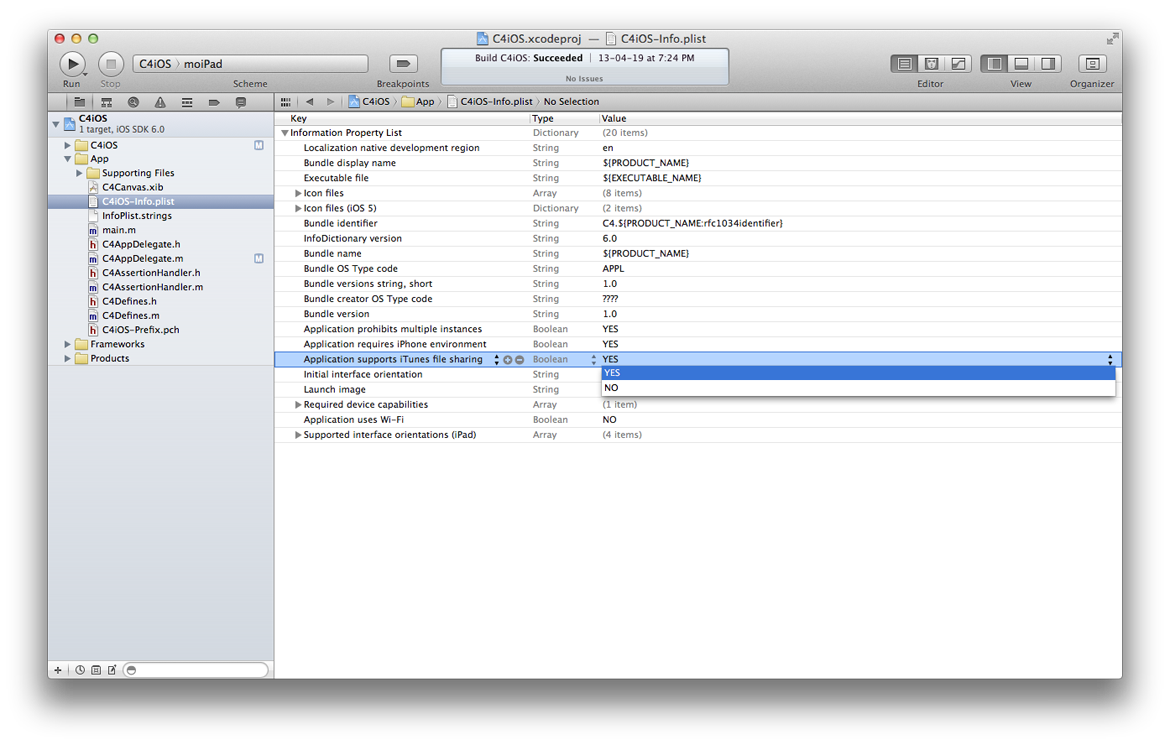 C4iOS.xcodeproj — C4iOS-Info.plist
C4iOS 〉 moiPad
Build C4iOS: Succeeded | 13-04-19 at 7:24 PM
No Issues
Run Stop Scheme Breakpoints Editor View Organizer
C4iOS 〉 App 〉 C4iOS-Info.plist 〉 No Selection
C4iOS
1 target, iOS SDK 6.0
C4iOS M
App
Supporting Files
C4Canvas.xib
C4iOS-Info.plist
InfoPlist.strings
main.m
C4AppDelegate.h
C4AppDelegate.m M
C4AssertionHandler.h
C4AssertionHandler.m
C4Defines.h
C4Defines.m
C4iOS-Prefix.pch
Frameworks
Products
Key Type Value
Information Property List Dictionary (20 items)
Localization native development region String en
Bundle display name String ${PRODUCT_NAME}
Executable file String ${EXECUTABLE_NAME}
Icon files Array (8 items)
Icon files (iOS 5) Dictionary (2 items)
Bundle identifier String C4.${PRODUCT_NAME:rfc1034identifier}
InfoDictionary version String 6.0
Bundle name String ${PRODUCT_NAME}
Bundle OS Type code String APPL
Bundle versions string, short String 1.0
Bundle creator OS Type code String ????
Bundle version String 1.0
Application prohibits multiple instances Boolean YES
Application requires iPhone environment Boolean YES
Application supports iTunes file sharing Boolean YES
Initial interface orientation String YES
Launch image String NO
Required device capabilities Array (1 item)
Application uses Wi-Fi Boolean NO
Supported interface orientations (iPad) Array (4 items)